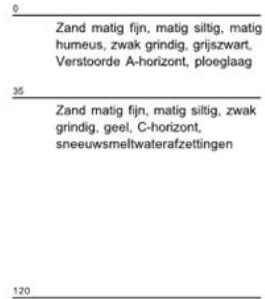 0
Zand matig fijn, matig siltig, matig
humeus, zwak grindig, grijszwart,
Verstoorde A-horizont, ploeglaag
35
Zand matig fijn, matig siltig, zwak
grindig, geel, C-horizont,
sneeuwsmeltwaterafzettingen
120